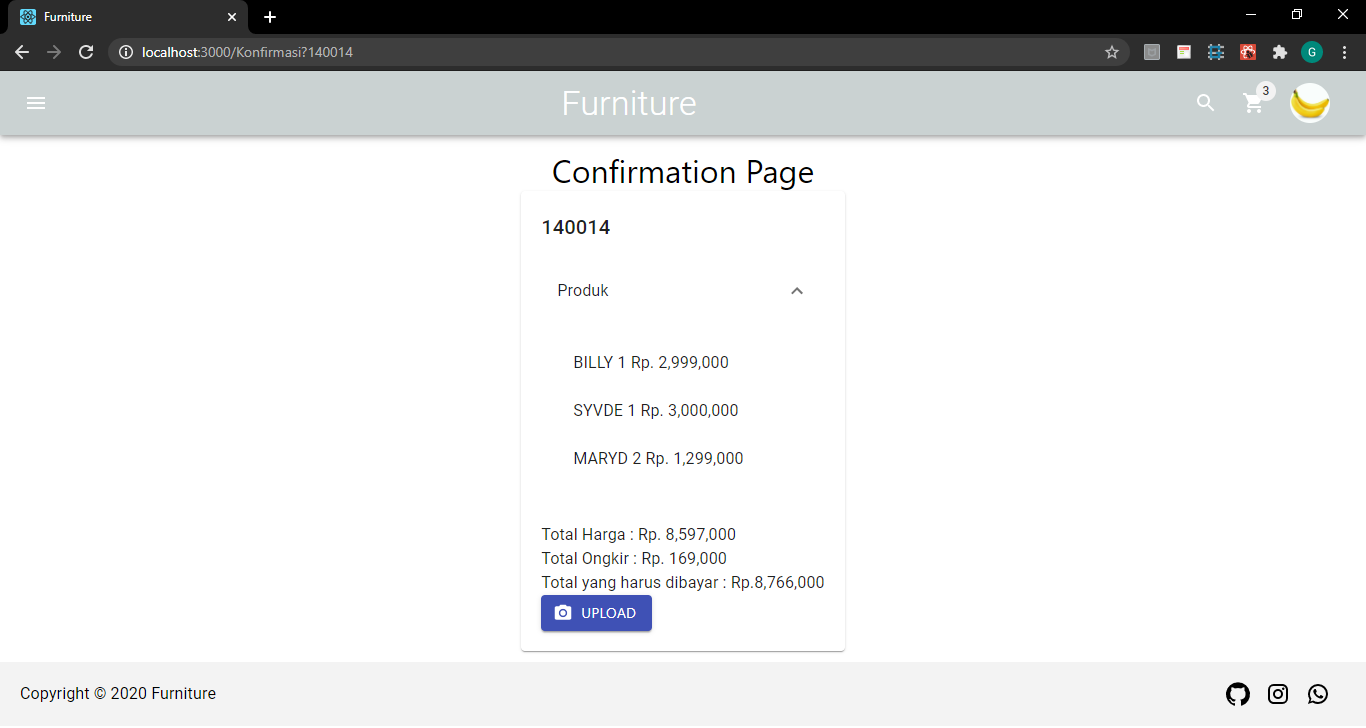 Furniture
localhost:3000/Konfirmasi?140014
G
Furniture
3
Confirmation Page
140014
Produk
BILLY 1 Rp. 2,999,000
SYVDE 1 Rp. 3,000,000
MARYD 2 Rp. 1,299,000
Total Harga : Rp. 8,597,000
Total Ongkir : Rp. 169,000
Total yang harus dibayar : Rp.8,766,000
UPLOAD
Copyright © 2020 Furniture